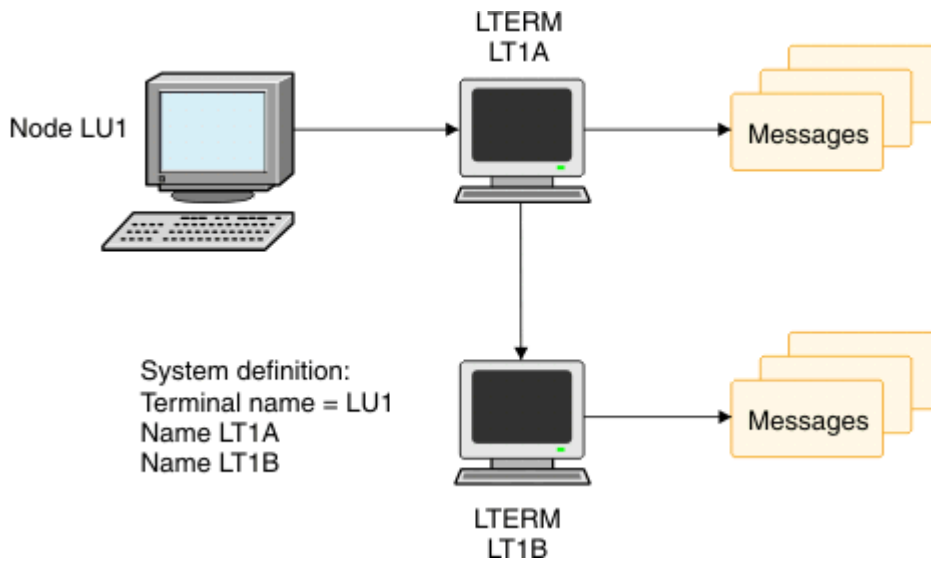 LTERM
LT1A
Node LU1
Messages
System definition:
Terminal name = LU1
Name LT1A
Name LT1B
Messages
LTERM
LT1B